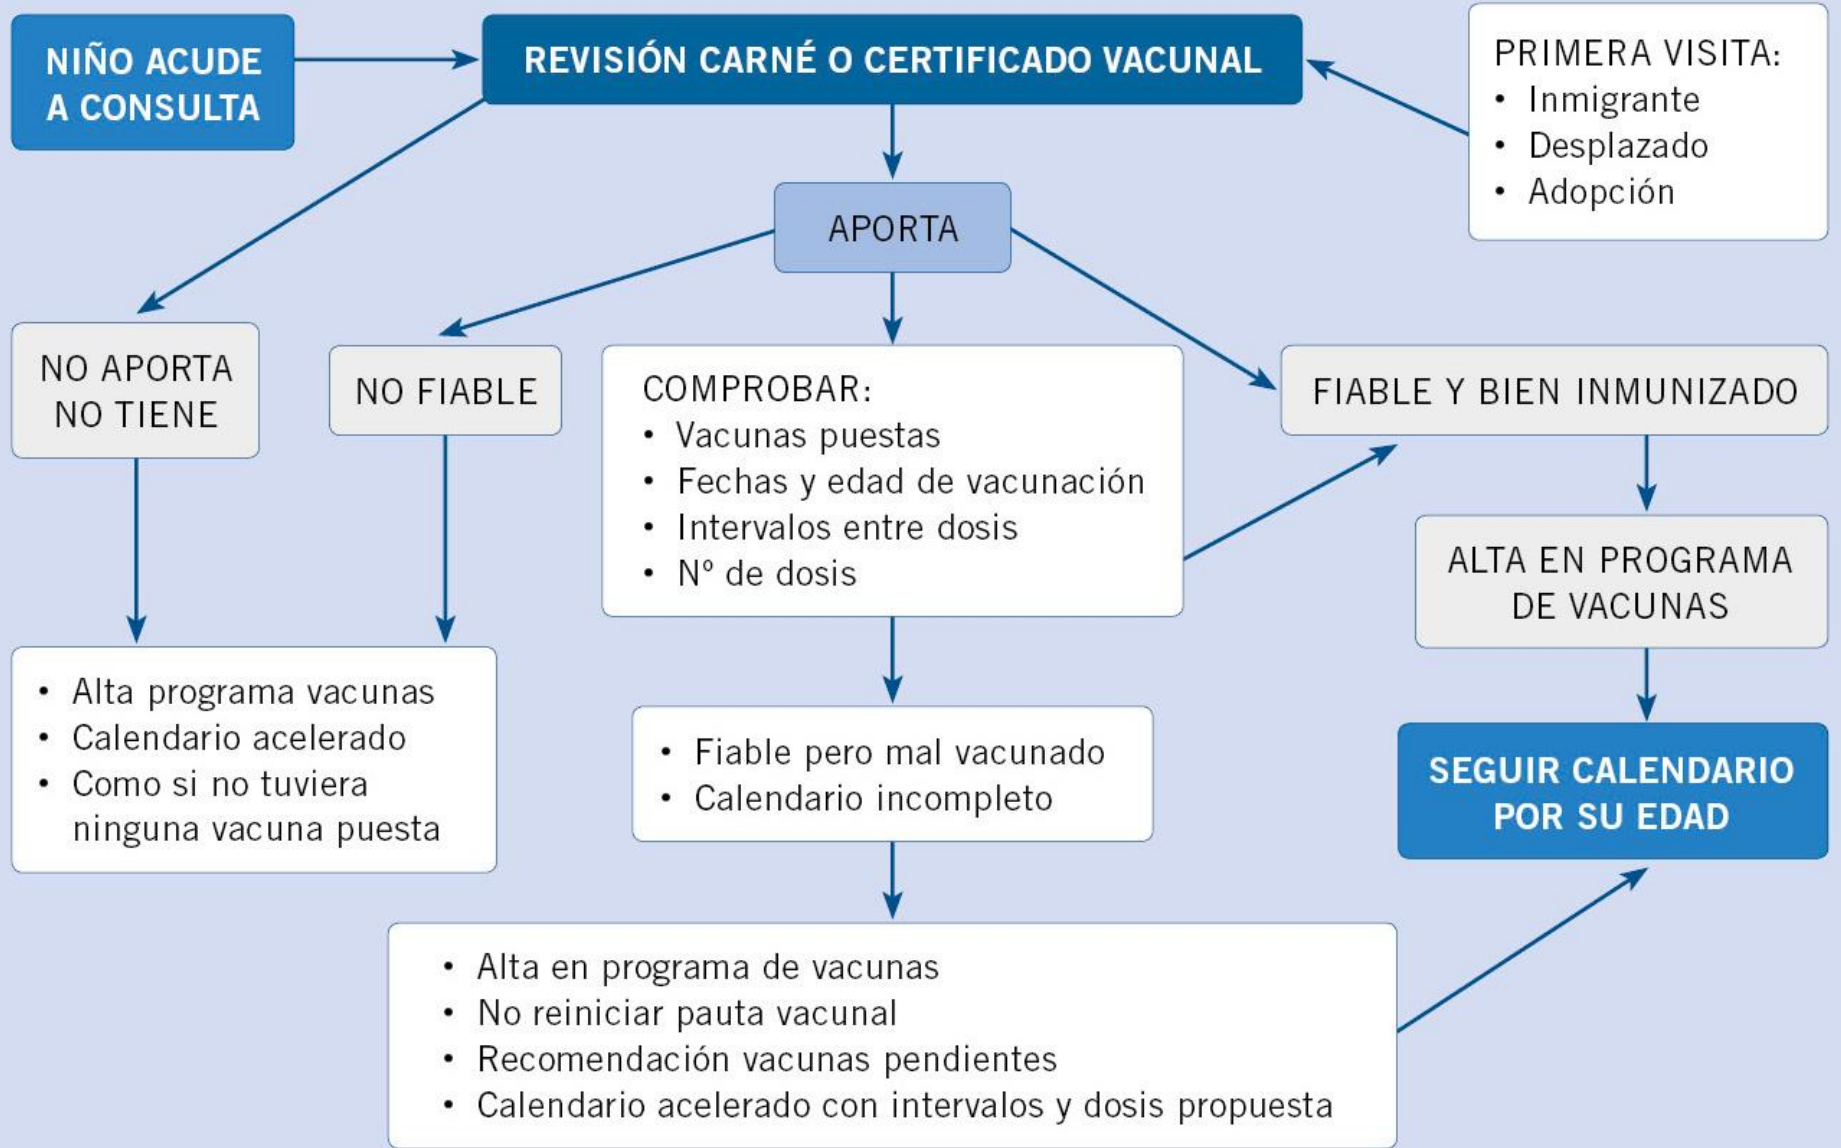 NIÑO ACUDE
A CONSULTA
REVISIÓN CARNÉ O CERTIFICADO VACUNAL
PRIMERA VISITA:
• Inmigrante
• Desplazado
• Adopción
APORTA
NO APORTA
NO TIENE
NO FIABLE
COMPROBAR:
• Vacunas puestas
• Fechas y edad de vacunación
• Intervalos entre dosis
• Nº de dosis
FIABLE Y BIEN INMUNIZADO
ALTA EN PROGRAMA
DE VACUNAS
• Alta programa vacunas
• Calendario acelerado
• Como si no tuviera
ninguna vacuna puesta
• Fiable pero mal vacunado
• Calendario incompleto
SEGUIR CALENDARIO
POR SU EDAD
• Alta en programa de vacunas
• No reiniciar pauta vacunal
• Recomendación vacunas pendientes
• Calendario acelerado con intervalos y dosis propuesta